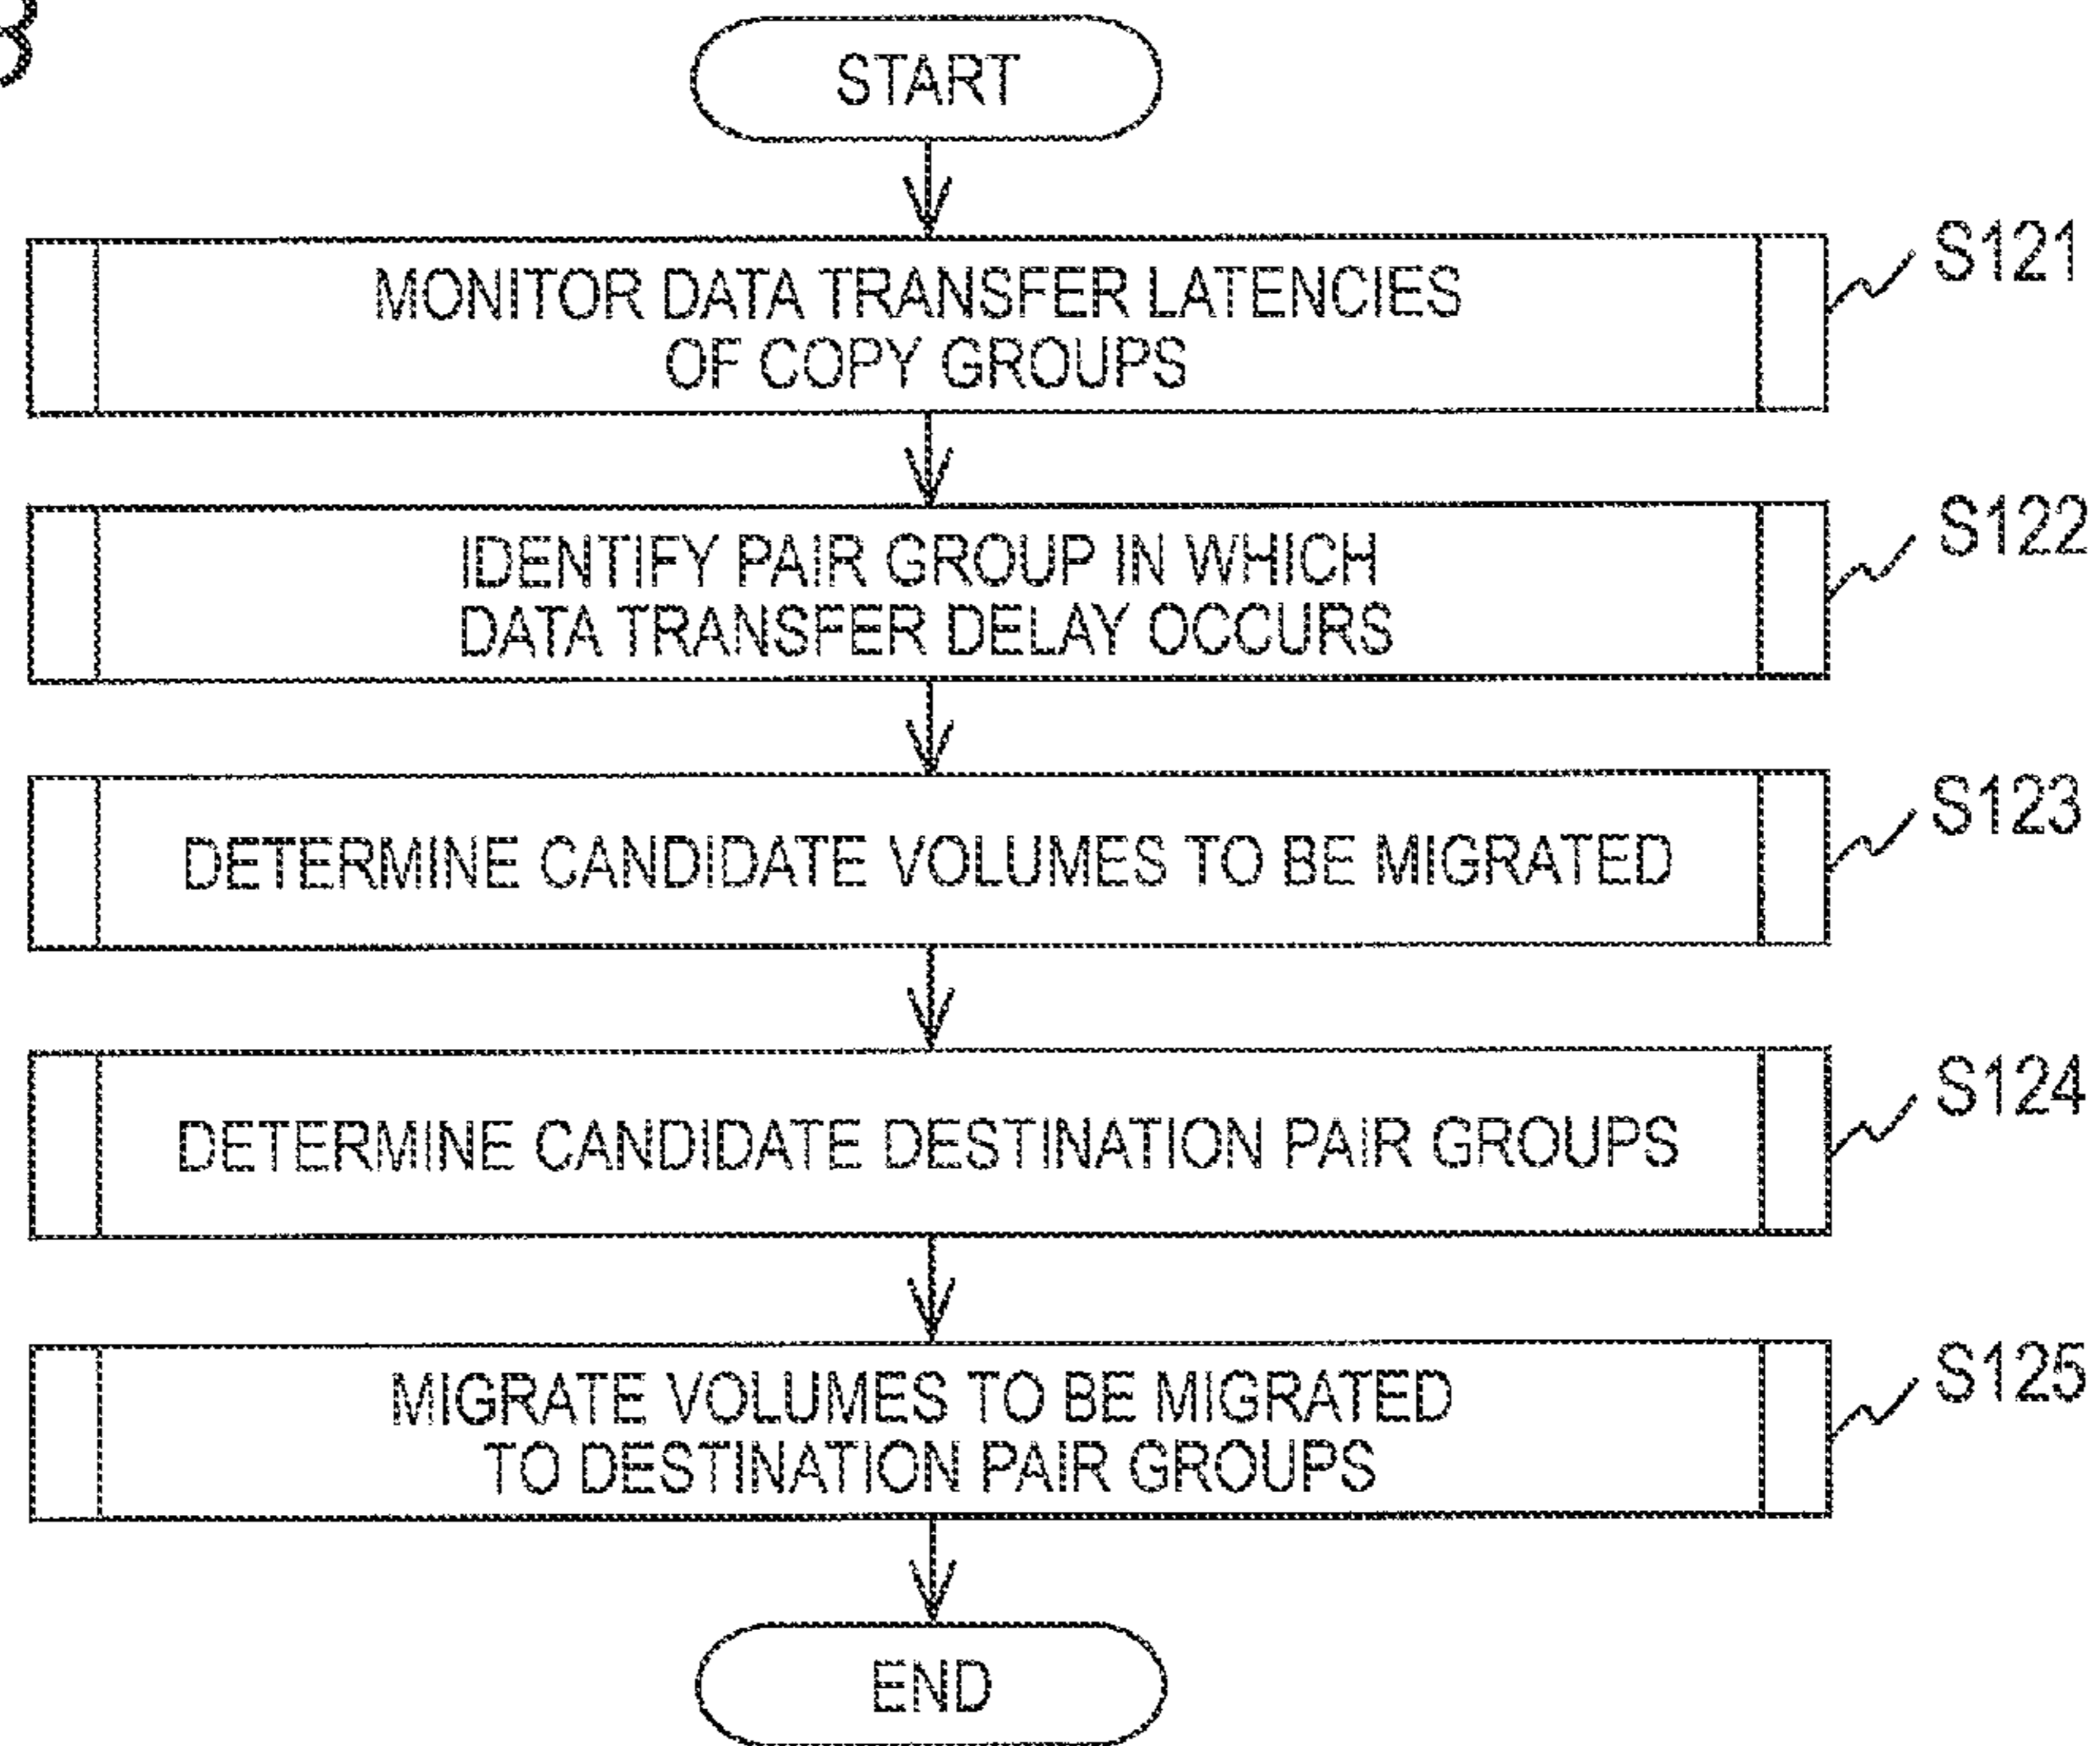 START
MONITOR DATA TRANSFER LATENCIES
OF COPY GROUPS
S121
IDENTIFY PAIR GROUP IN WHICH
DATA TRANSFER DELAY OCCURS
S122
DETERMINE CANDIDATE VOLUMES TO BE MIGRATED
S123
DETERMINE CANDIDATE DESTINATION PAIR GROUPS
S124
MIGRATE VOLUMES TO BE MIGRATED
TO DESTINATION PAIR GROUPS
S125
END